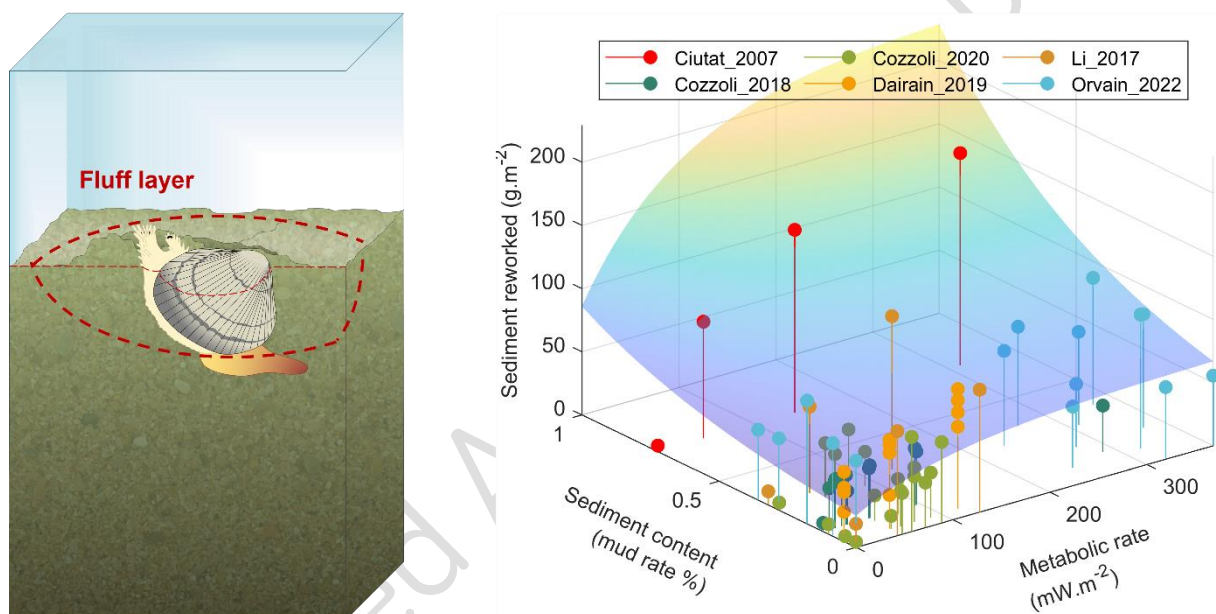 Fluff layer
Ciutat_2007
Cozzoli_2018
Cozzoli_2020
Dairain_2019
Li_2017
Orvain_2022
Sediment reworked (g.m⁻²)
200
150
100
50
0
1
0.5
0
Sediment content
(mud rate %)
0
100
200
300
Metabolic rate
(mW.m⁻²)